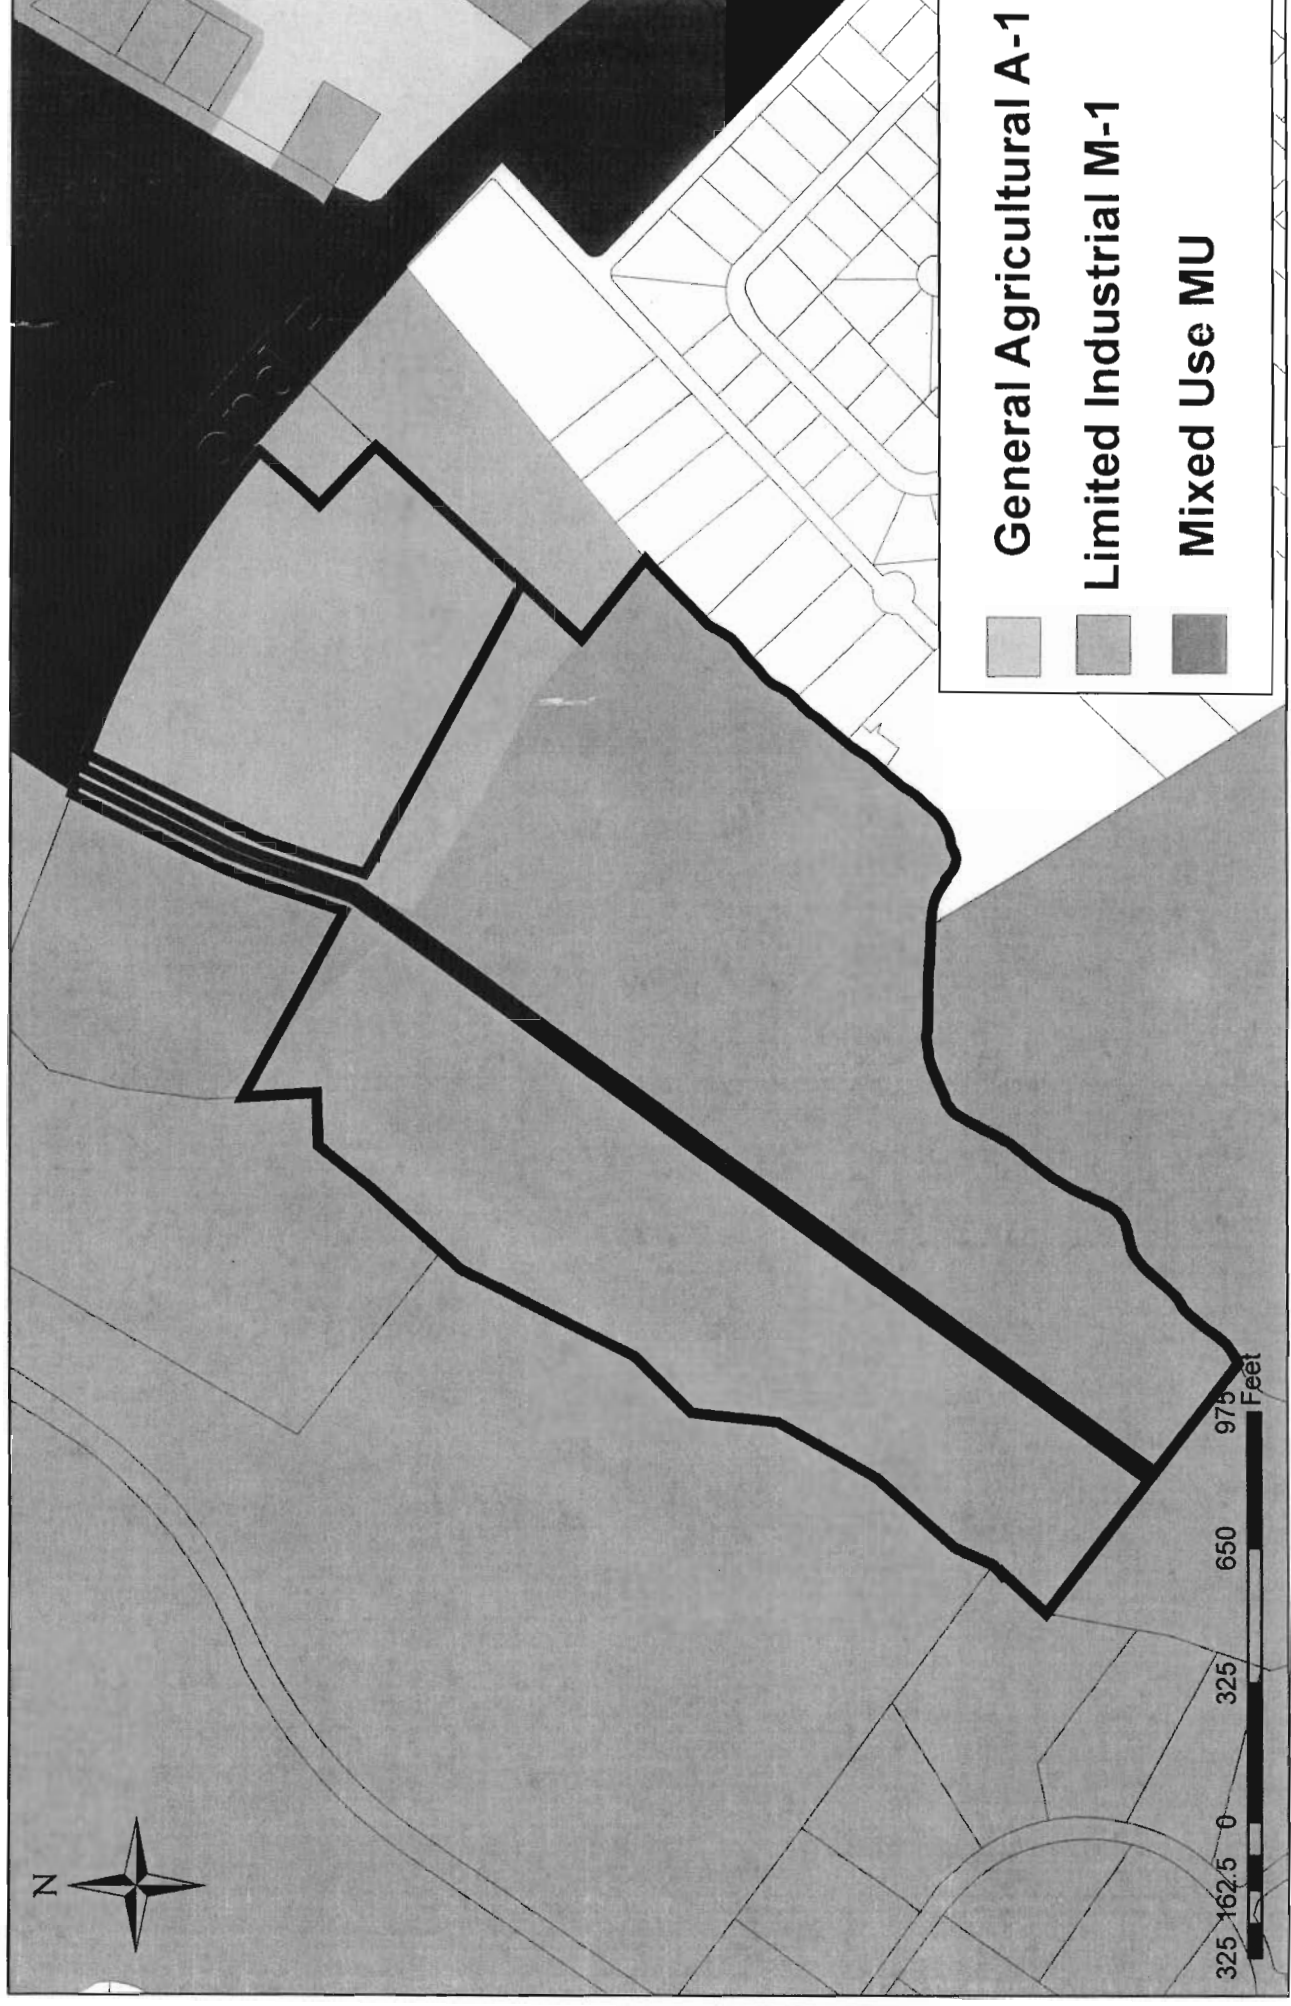 N
General Agricultural A-1
Limited Industrial M-1
Mixed Use MU
325 162.5 0 325 650 975
Feet